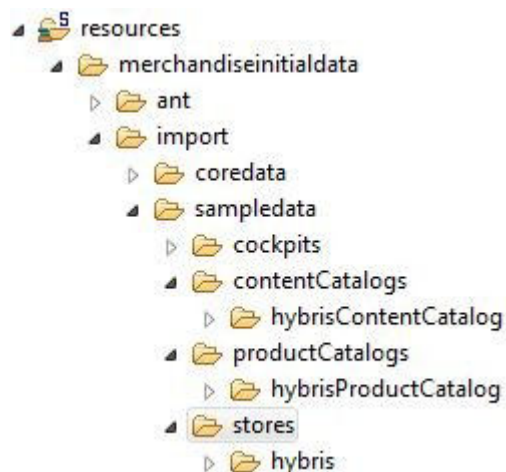 S
resources
merchandiseinitialdata
ant
import
coredata
sampledata
cockpits
contentCatalogs
hybrisContentCatalog
productCatalogs
hybrisProductCatalog
stores
hybris